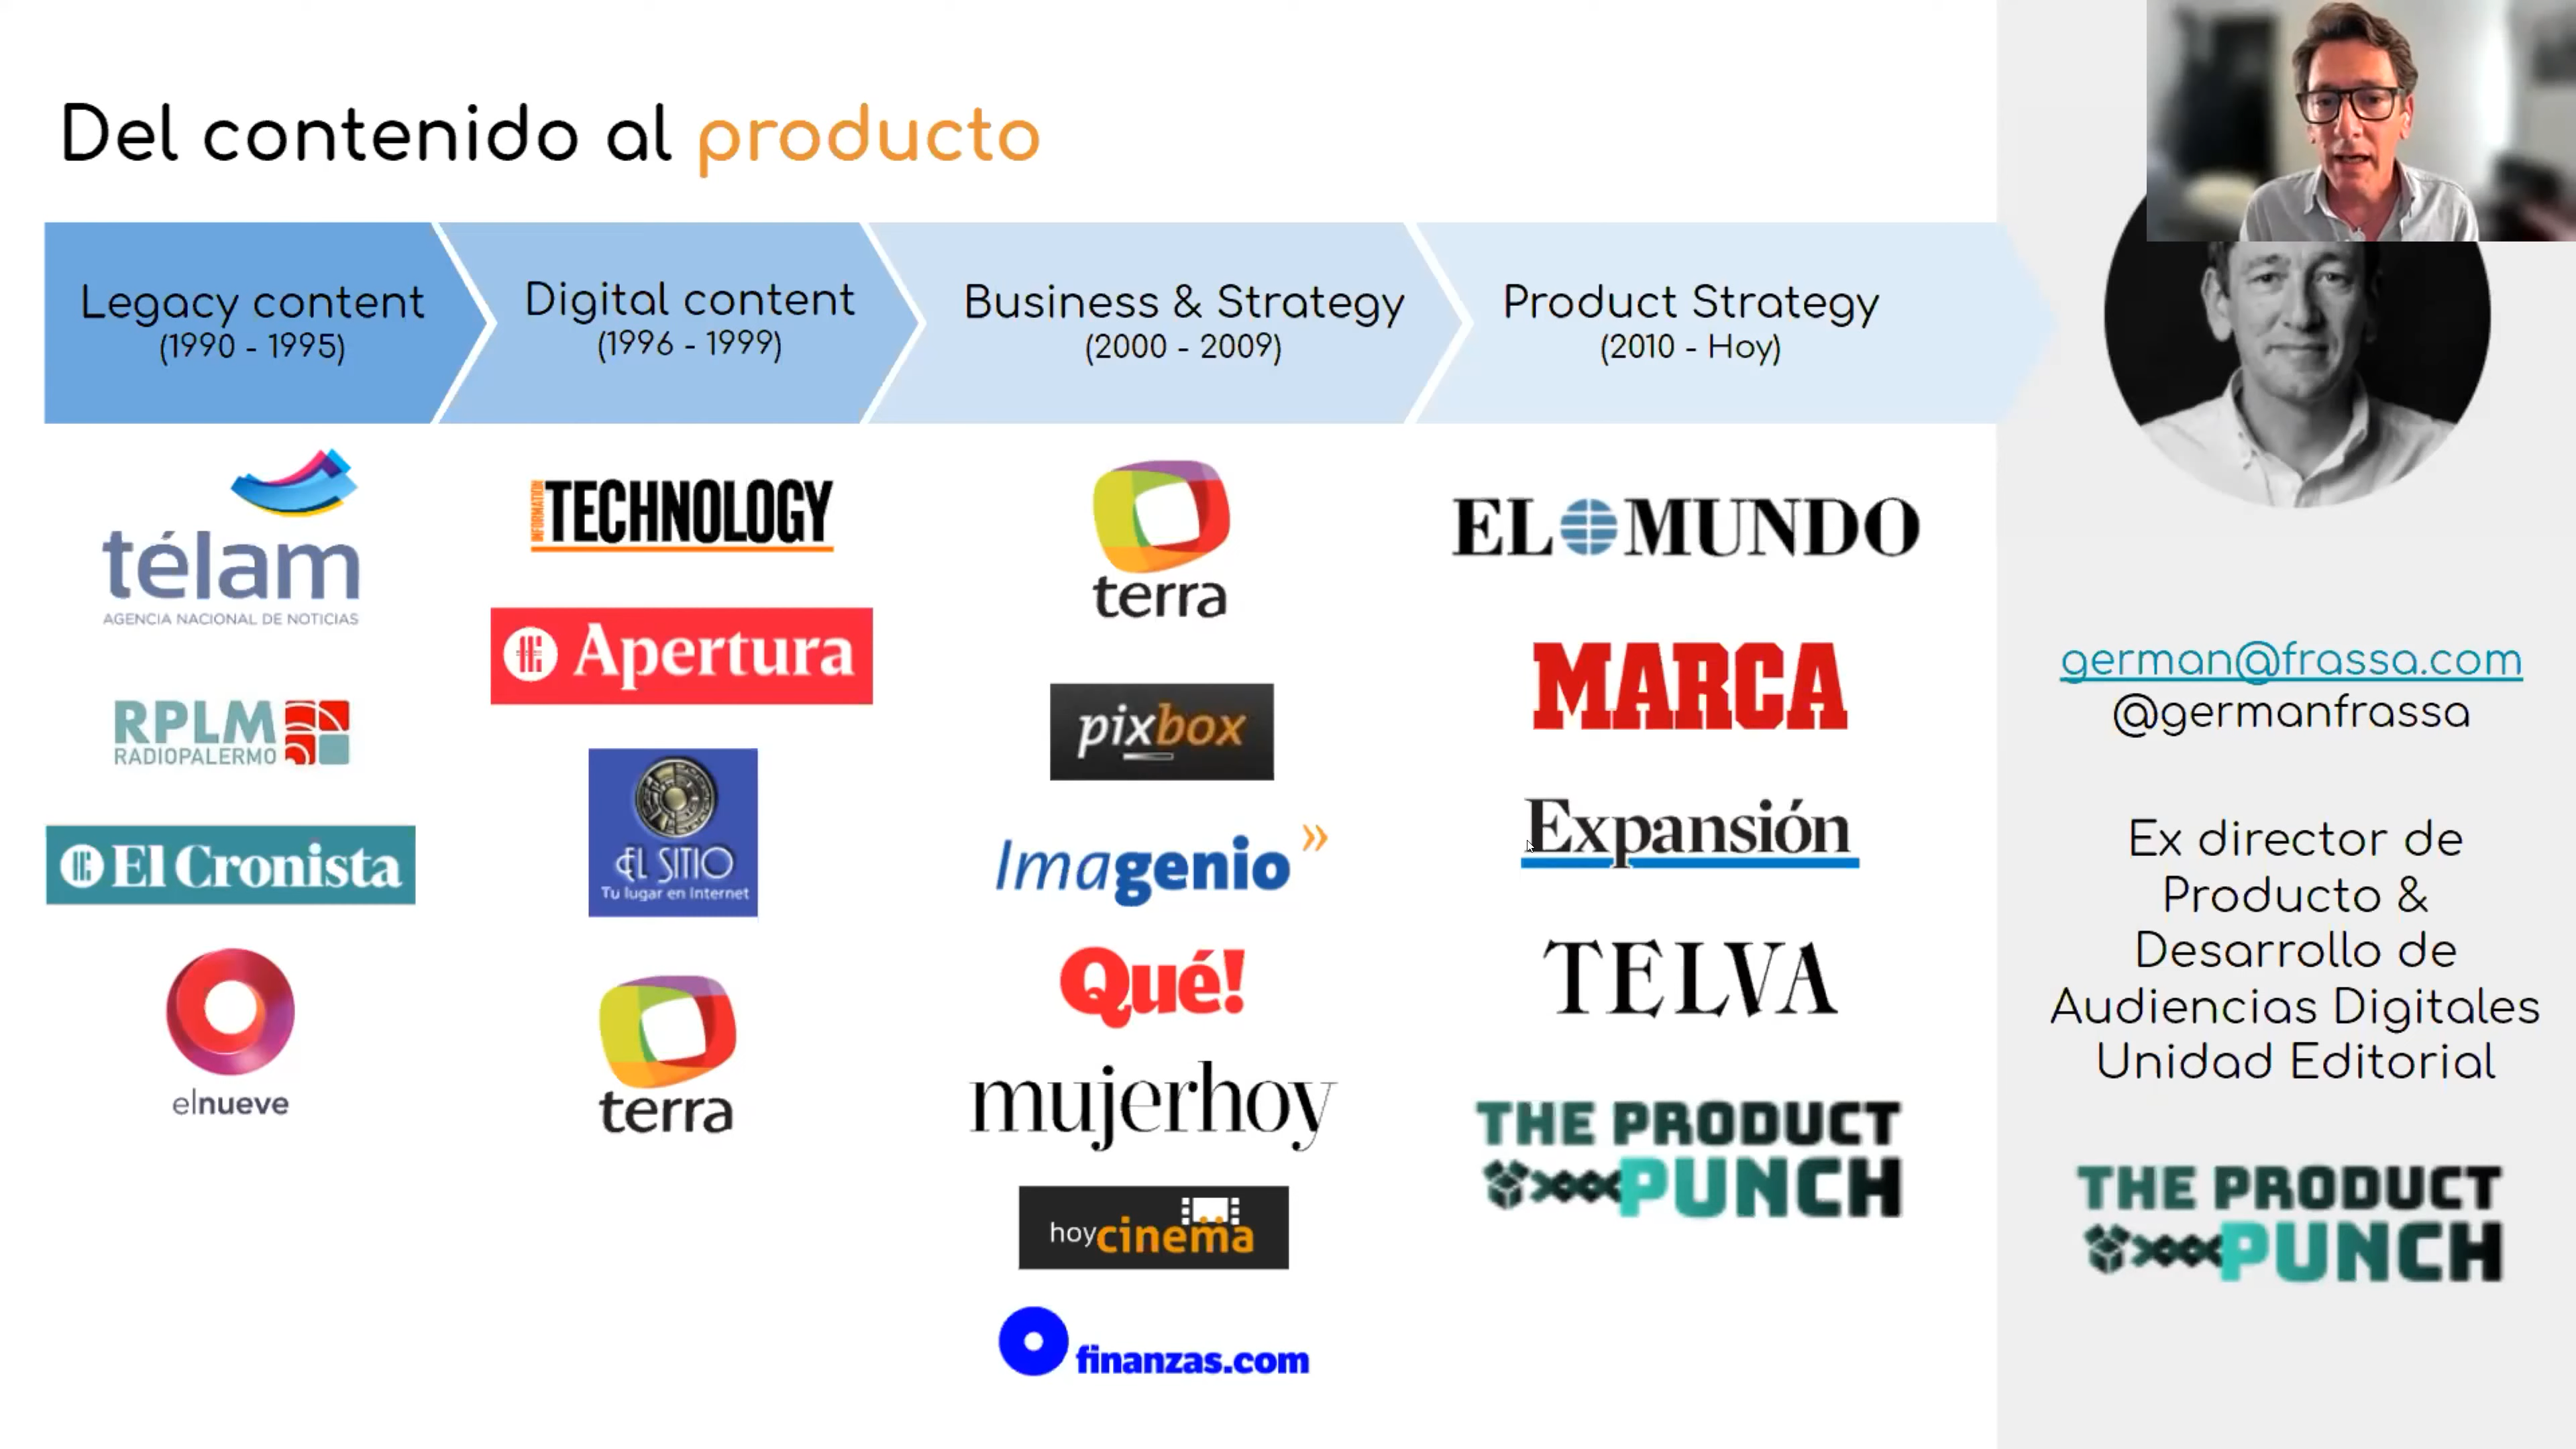 Del contenido al producto
Legacy content
(1990 - 1995)
Digital content
(1996 - 1999)
Business & Strategy
(2000 - 2009)
Product Strategy
(2010 - Hoy)
télam
AGENCIA NACIONAL DE NOTICIAS
RPLM
RADIOPALERMO
El Cronista
elnueve
INFORMATION TECHNOLOGY
Apertura
EL SITIO
Tu lugar en Internet
terra
terra
pixbox
Imagenio »
Qué!
mujerhoy
hoycinema
finanzas.com
EL MUNDO
MARCA
Expansión
TELVA
THE PRODUCT
PUNCH
german@frassa.com
@germanfrassa
Ex director de
Producto &
Desarrollo de
Audiencias Digitales
Unidad Editorial
THE PRODUCT
PUNCH